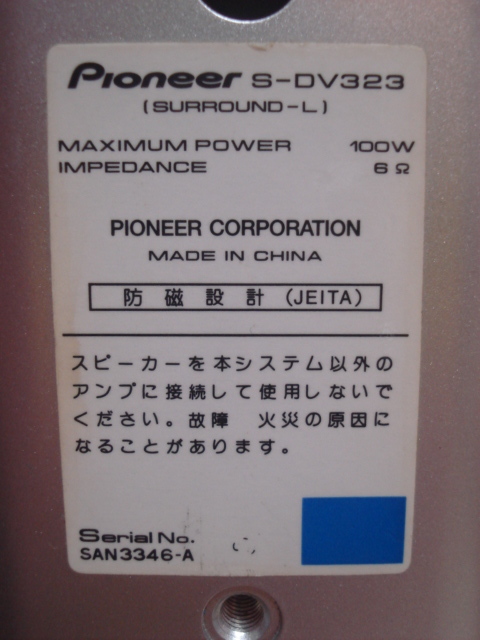 Pioneer S-DV323
(SURROUND-L)
MAXIMUM POWER 100W
IMPEDANCE 6 Ω
PIONEER CORPORATION
MADE IN CHINA
防磁設計 (JEITA)
スピーカーを本システム以外の
アンプに接続して使用しないで
ください。故障 火災の原因に
なることがあります。
Serial No.
SAN3346-A